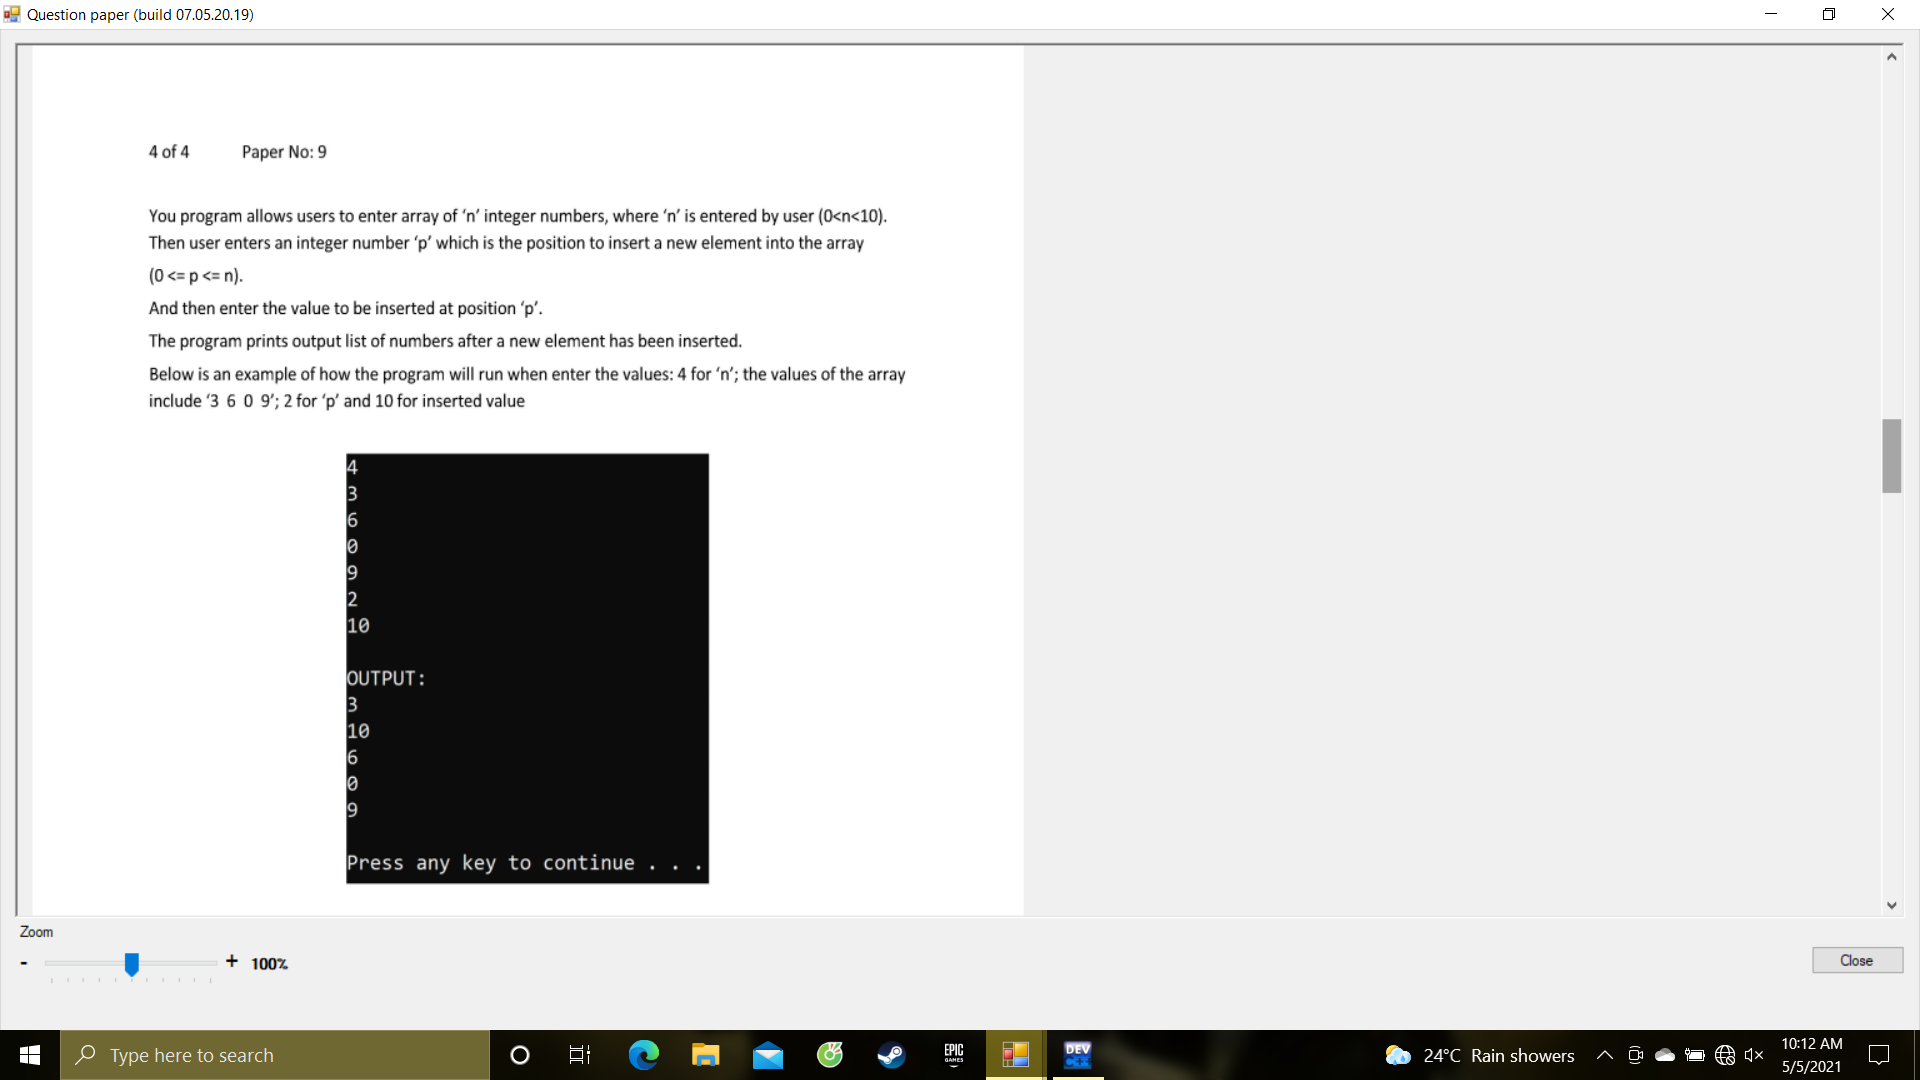 Question paper (build 07.05.20.19)
4 of 4 Paper No: 9
You program allows users to enter array of ‘n’ integer numbers, where ‘n’ is entered by user (0<n<10).
Then user enters an integer number ‘p’ which is the position to insert a new element into the array
(0 <= p <= n).
And then enter the value to be inserted at position ‘p’.
The program prints output list of numbers after a new element has been inserted.
Below is an example of how the program will run when enter the values: 4 for ‘n’; the values of the array
include ‘3 6 0 9’; 2 for ‘p’ and 10 for inserted value
4
3
6
0
9
2
10
OUTPUT:
3
10
6
0
9
Press any key to continue . . .
Zoom
- + 100%
Close
Type here to search
EPIC
GAMES
DEV
C++
24°C Rain showers
10:12 AM
5/5/2021